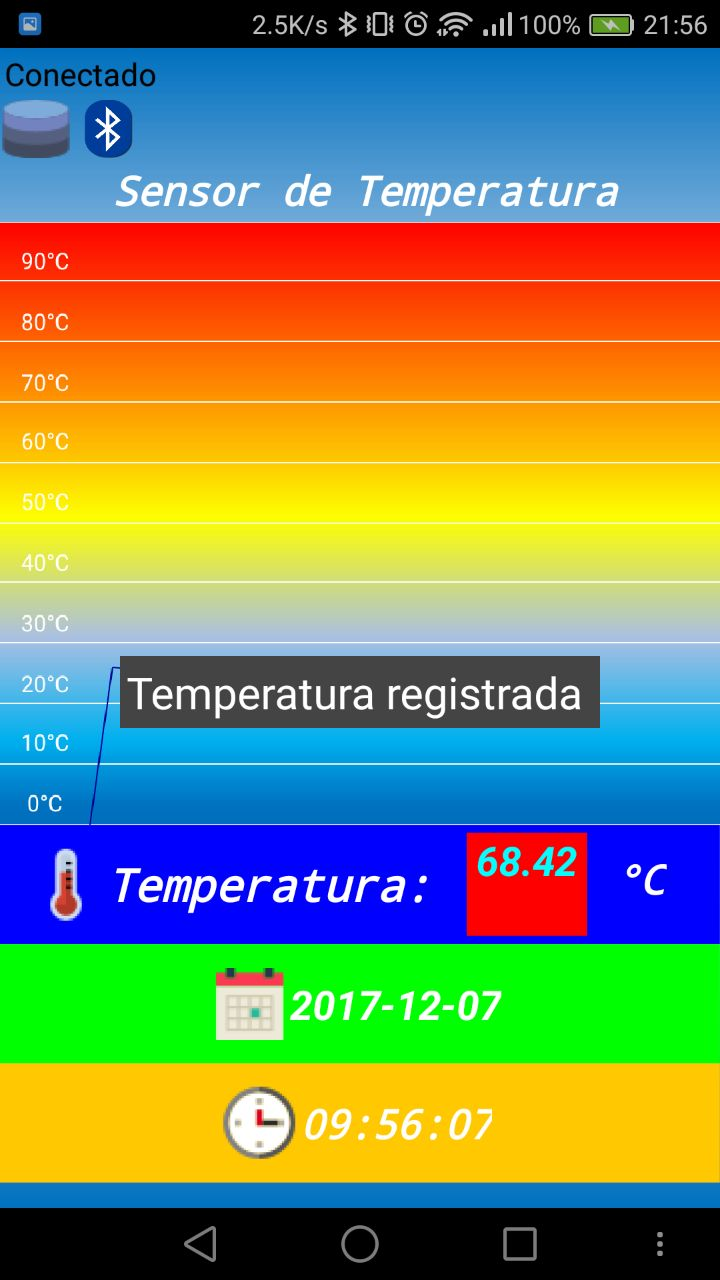 2.5K/s 100% 21:56
Conectado
Sensor de Temperatura
90°C
80°C
70°C
60°C
50°C
40°C
30°C
20°C
Temperatura registrada
10°C
0°C
Temperatura: 68.42 °C
2017-12-07
09:56:07